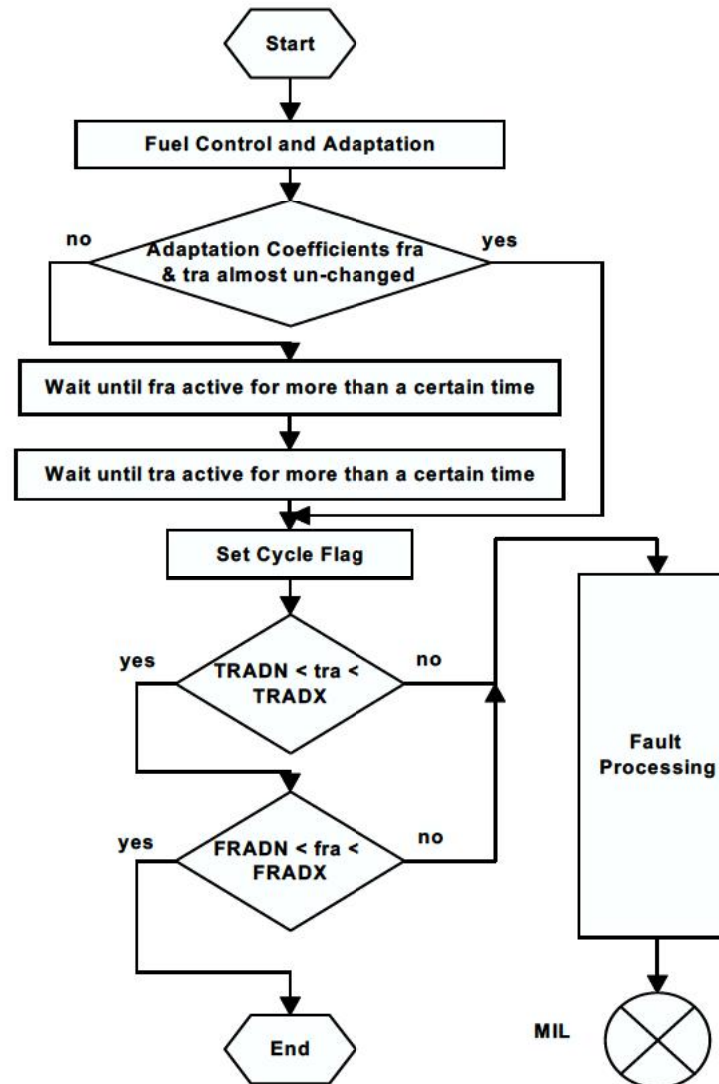 Start
Fuel Control and Adaptation
no
Adaptation Coefficients fra
& tra almost un-changed
yes
Wait until fra active for more than a certain time
Wait until tra active for more than a certain time
Set Cycle Flag
yes
TRADN < tra <
TRADX
no
Fault
Processing
yes
FRADN < fra <
FRADX
no
End
MIL